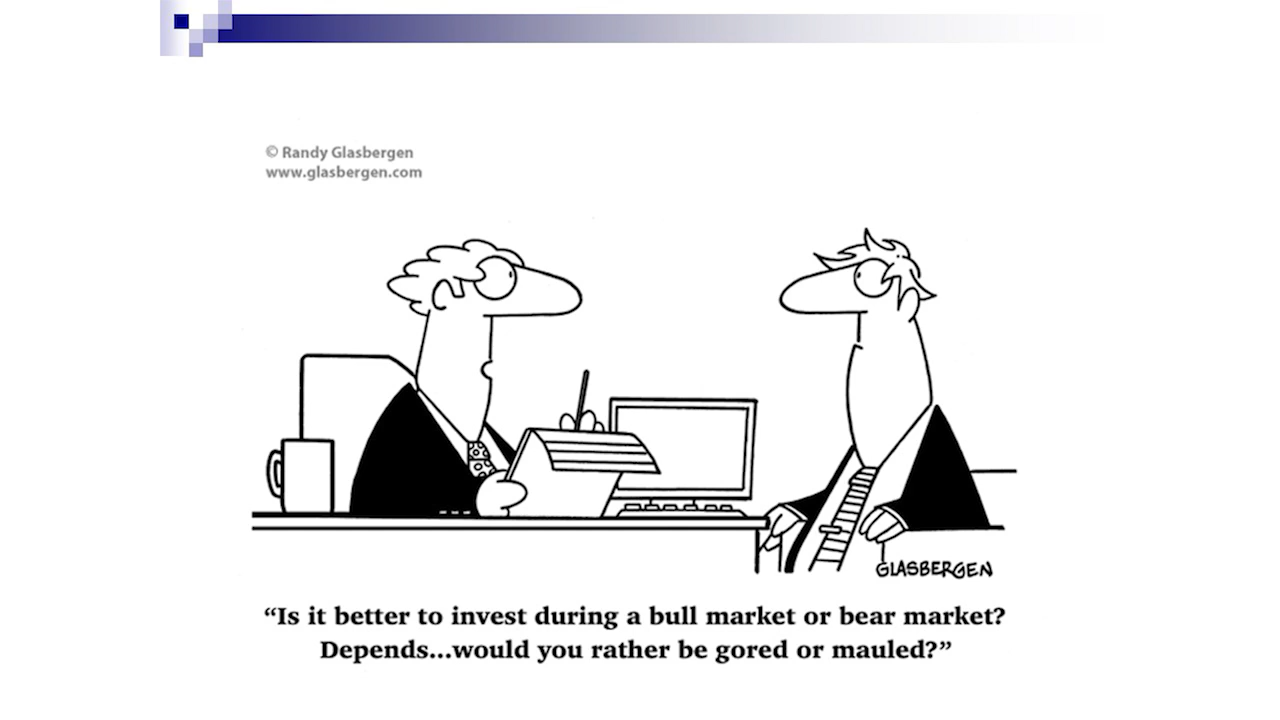 © Randy Glasbergen
www.glasbergen.com
GLASBERGEN
“Is it better to invest during a bull market or bear market?
Depends...would you rather be gored or mauled?”